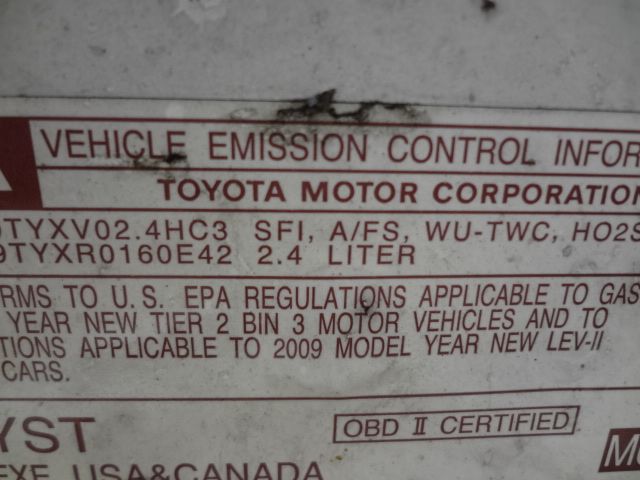 VEHICLE EMISSION CONTROL INFOR
TOYOTA MOTOR CORPORATION
TYXV02.4HC3 SFI, A/FS, WU-TWC, HO2S
9TYXR0160E42 2.4 LITER
RMS TO U.S. EPA REGULATIONS APPLICABLE TO GAS
YEAR NEW TIER 2 BIN 3 MOTOR VEHICLES AND TO
TIONS APPLICABLE TO 2009 MODEL YEAR NEW LEV-II
CARS.
YST
OBD II CERTIFIED
FXE USA&CANADA